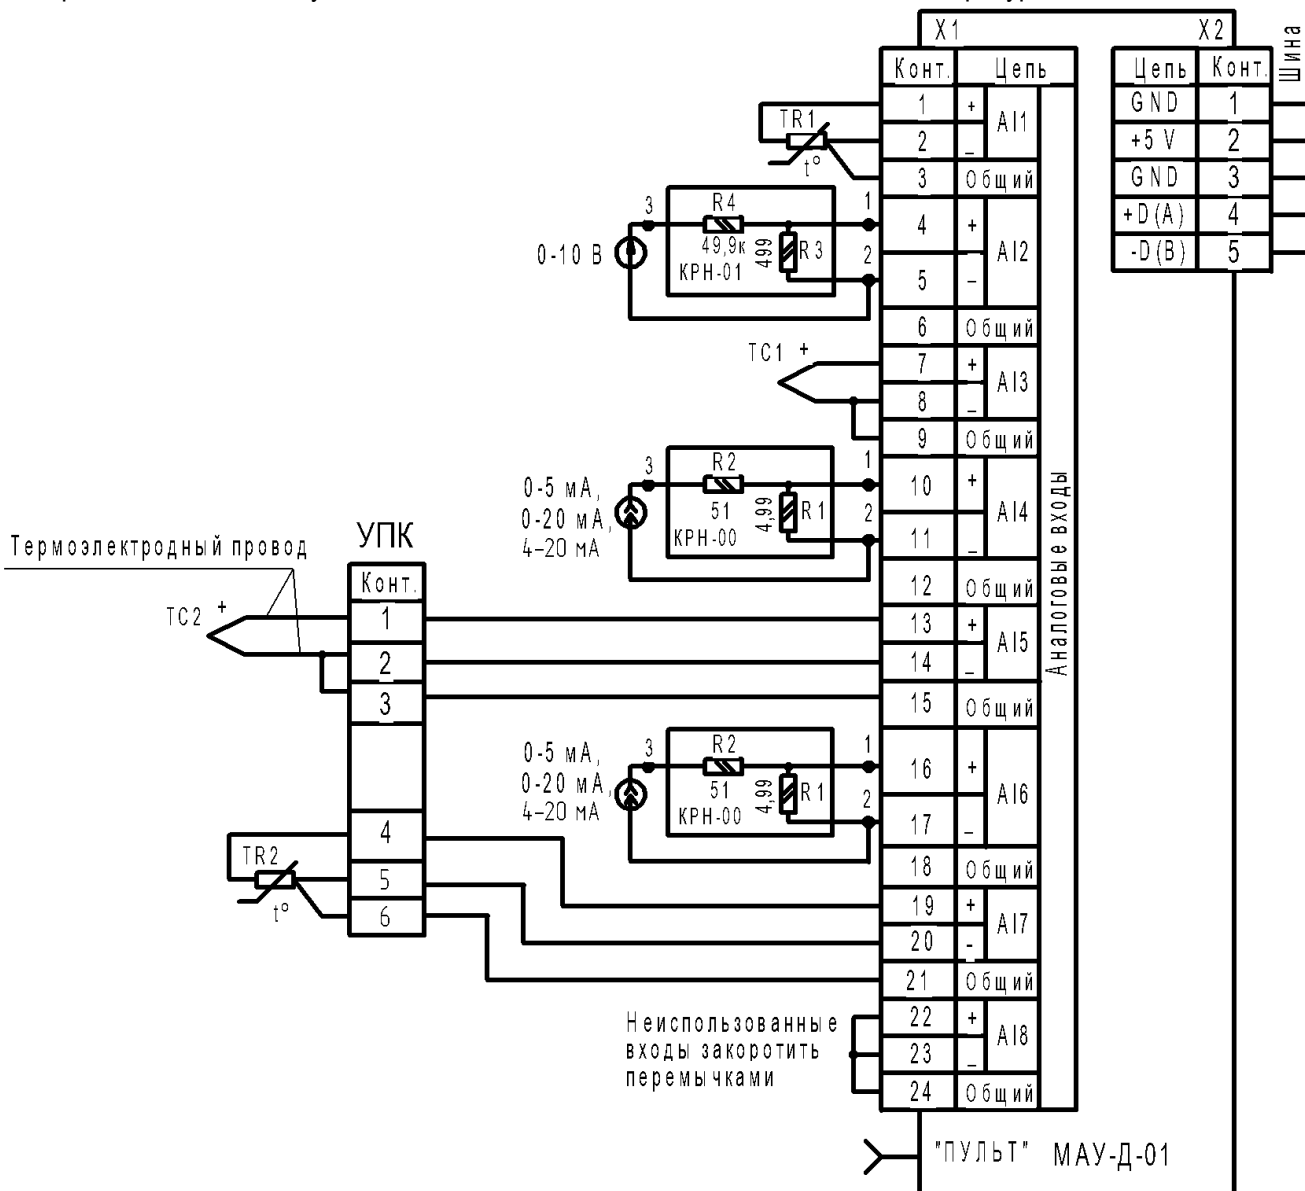 X1
X2
Шина
Конт. Цепь
Цепь Конт.
1 + AI1
2 –
3 Общий
4 + AI2
5 –
6 Общий
7 + AI3
8 –
9 Общий
10 + AI4
11 –
12 Общий
13 + AI5
14 –
15 Общий
16 + AI6
17 –
18 Общий
19 + AI7
20 -
21 Общий
22 + AI8
23 –
24 Общий
Аналоговые входы
GND 1
+5 V 2
GND 3
+D(A) 4
-D(B) 5
TR1
t°
3 R4 1
49,9к 499 R3 2
КРН-01
0-10 В
TC1 +
3 R2 1
51 4,99 R1 2
КРН-00
0-5 мА,
0-20 мА,
4–20 мА
Термоэлектродный провод
TC2 +
УПК
Конт.
1
2
3
4
5
6
3 R2 1
51 4,99 R1 2
КРН-00
0-5 мА,
0-20 мА,
4–20 мА
TR2
t°
Неиспользованные
входы закоротить
перемычками
"ПУЛЬТ" МАУ-Д-01